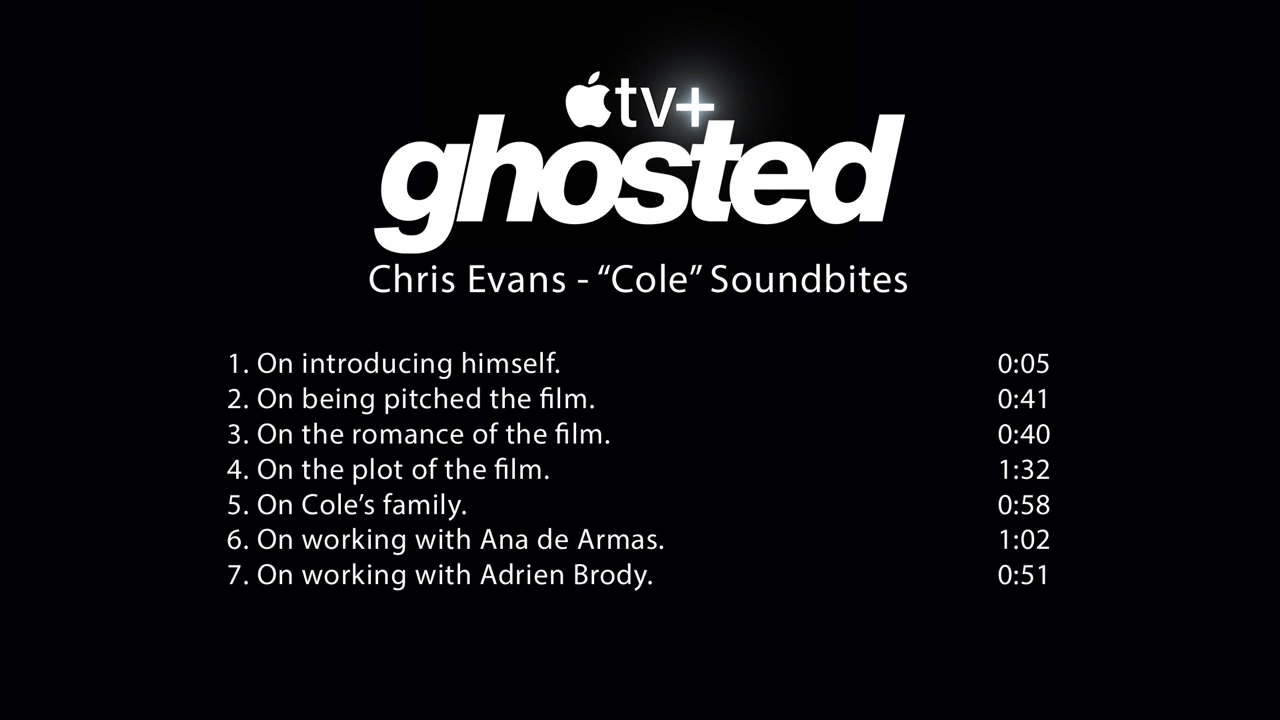 tv+
ghosted
Chris Evans - “Cole” Soundbites
1. On introducing himself. 0:05
2. On being pitched the film. 0:41
3. On the romance of the film. 0:40
4. On the plot of the film. 1:32
5. On Cole’s family. 0:58
6. On working with Ana de Armas. 1:02
7. On working with Adrien Brody. 0:51